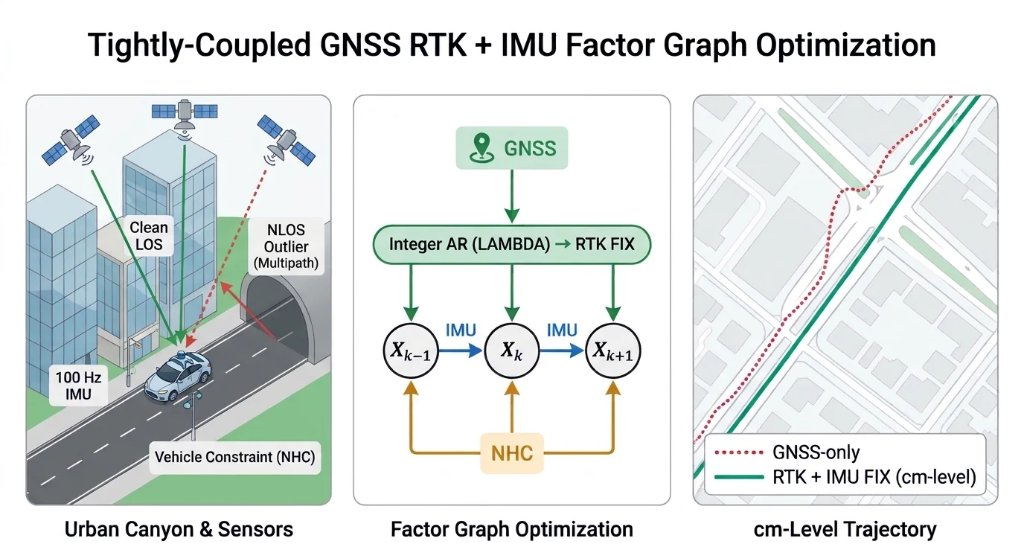 Tightly-Coupled GNSS RTK + IMU Factor Graph Optimization
Clean
LOS
NLOS
Outlier
(Multipath)
100 Hz
IMU
Vehicle Constraint (NHC)
Urban Canyon & Sensors
GNSS
Integer AR (LAMBDA) → RTK FIX
IMU
IMU
X_{k-1}
X_k
X_{k+1}
NHC
Factor Graph Optimization
GNSS-only
RTK + IMU FIX (cm-level)
cm-Level Trajectory